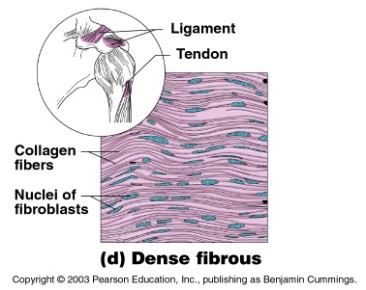 Ligament
Tendon
Collagen
fibers
Nuclei of
fibroblasts
(d) Dense fibrous
Copyright © 2003 Pearson Education, Inc., publishing as Benjamin Cummings.